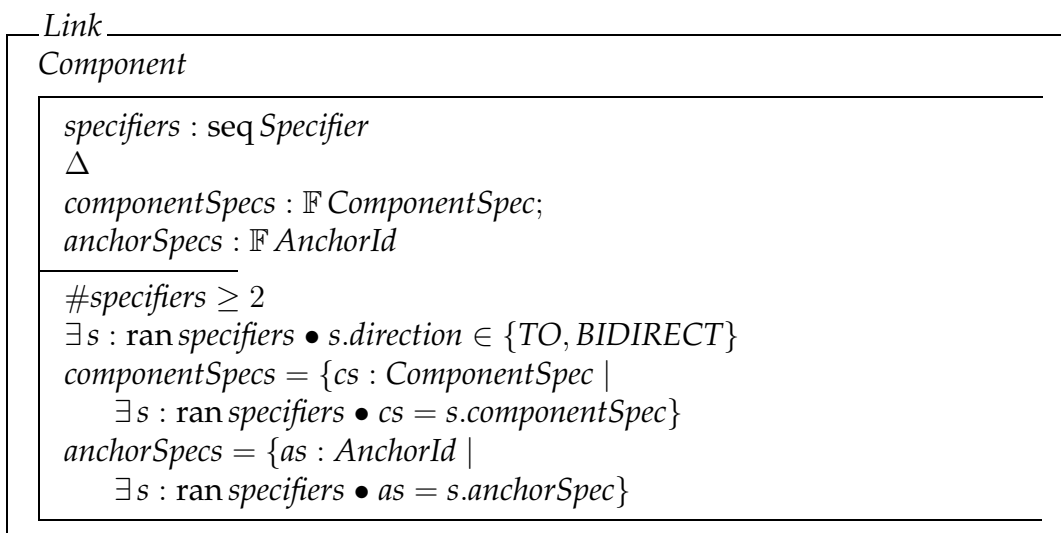 Link
Component
specifiers : seq Specifier
Δ
componentSpecs : 𝔽 ComponentSpec;
anchorSpecs : 𝔽 AnchorId
#specifiers ≥ 2
∃ s : ran specifiers • s.direction ∈ {TO, BIDIRECT}
componentSpecs = {cs : ComponentSpec |
∃ s : ran specifiers • cs = s.componentSpec}
anchorSpecs = {as : AnchorId |
∃ s : ran specifiers • as = s.anchorSpec}